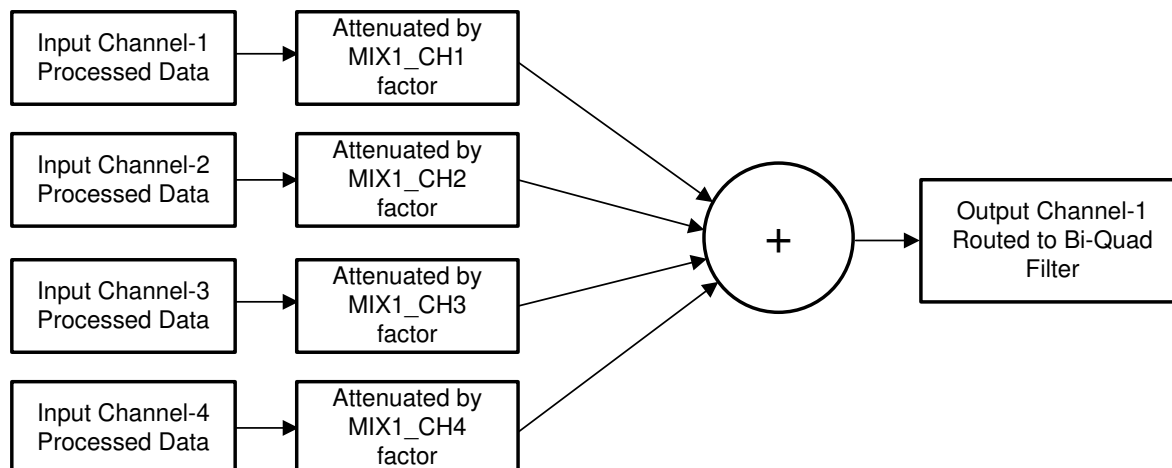 Input Channel-1
Processed Data
Attenuated by
MIX1_CH1
factor
Input Channel-2
Processed Data
Attenuated by
MIX1_CH2
factor
Input Channel-3
Processed Data
Attenuated by
MIX1_CH3
factor
Input Channel-4
Processed Data
Attenuated by
MIX1_CH4
factor
+
Output Channel-1
Routed to Bi-Quad
Filter